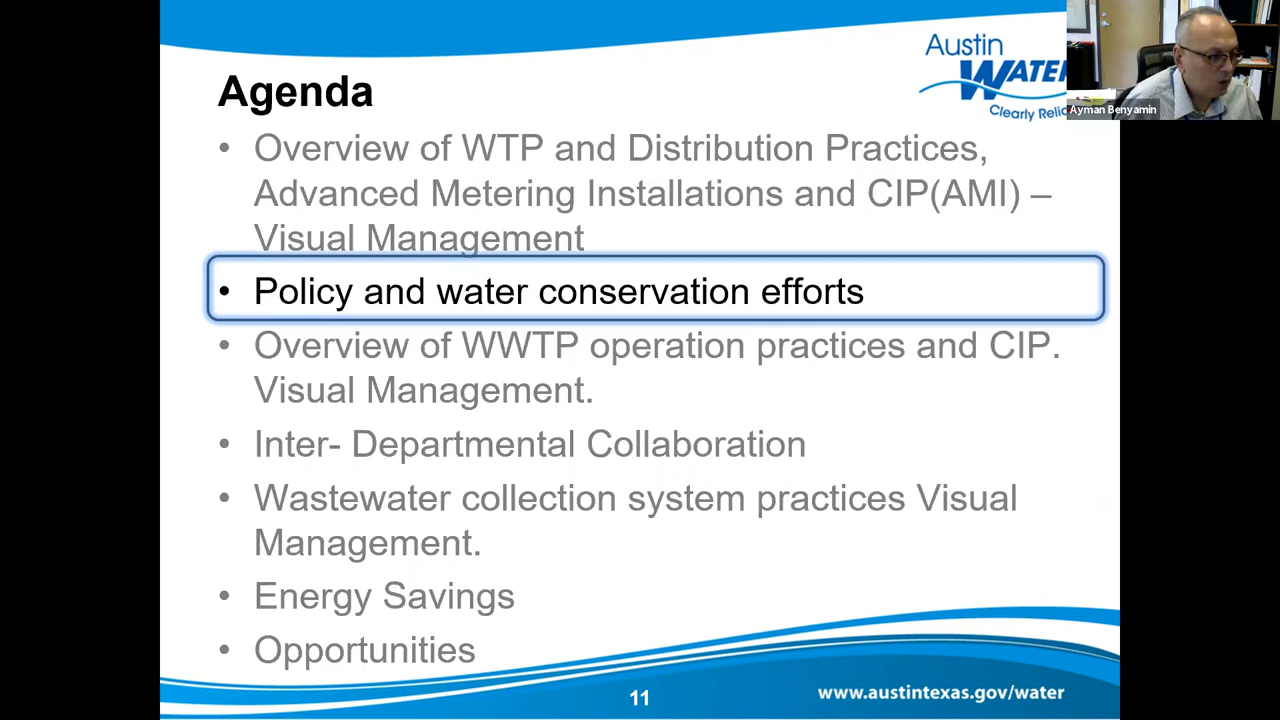 Austin
WATER
Clearly Relia
Ayman Benyamin
Agenda
• Overview of WTP and Distribution Practices,
Advanced Metering Installations and CIP(AMI) –
Visual Management
• Policy and water conservation efforts
• Overview of WWTP operation practices and CIP.
Visual Management.
• Inter- Departmental Collaboration
• Wastewater collection system practices Visual
Management.
• Energy Savings
• Opportunities
11
www.austintexas.gov/water